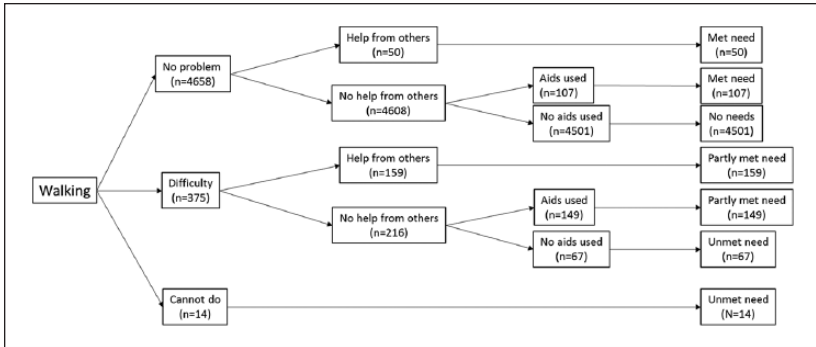 Help from others
(n=50)
Met need
(n=50)
No problem
(n=4658)
No help from others
(n=4608)
Aids used
(n=107)
Met need
(n=107)
No aids used
(n=4501)
No needs
(n=4501)
Walking
Difficulty
(n=375)
Help from others
(n=159)
Partly met need
(n=159)
No help from others
(n=216)
Aids used
(n=149)
Partly met need
(n=149)
No aids used
(n=67)
Unmet need
(n=67)
Cannot do
(n=14)
Unmet need
(N=14)